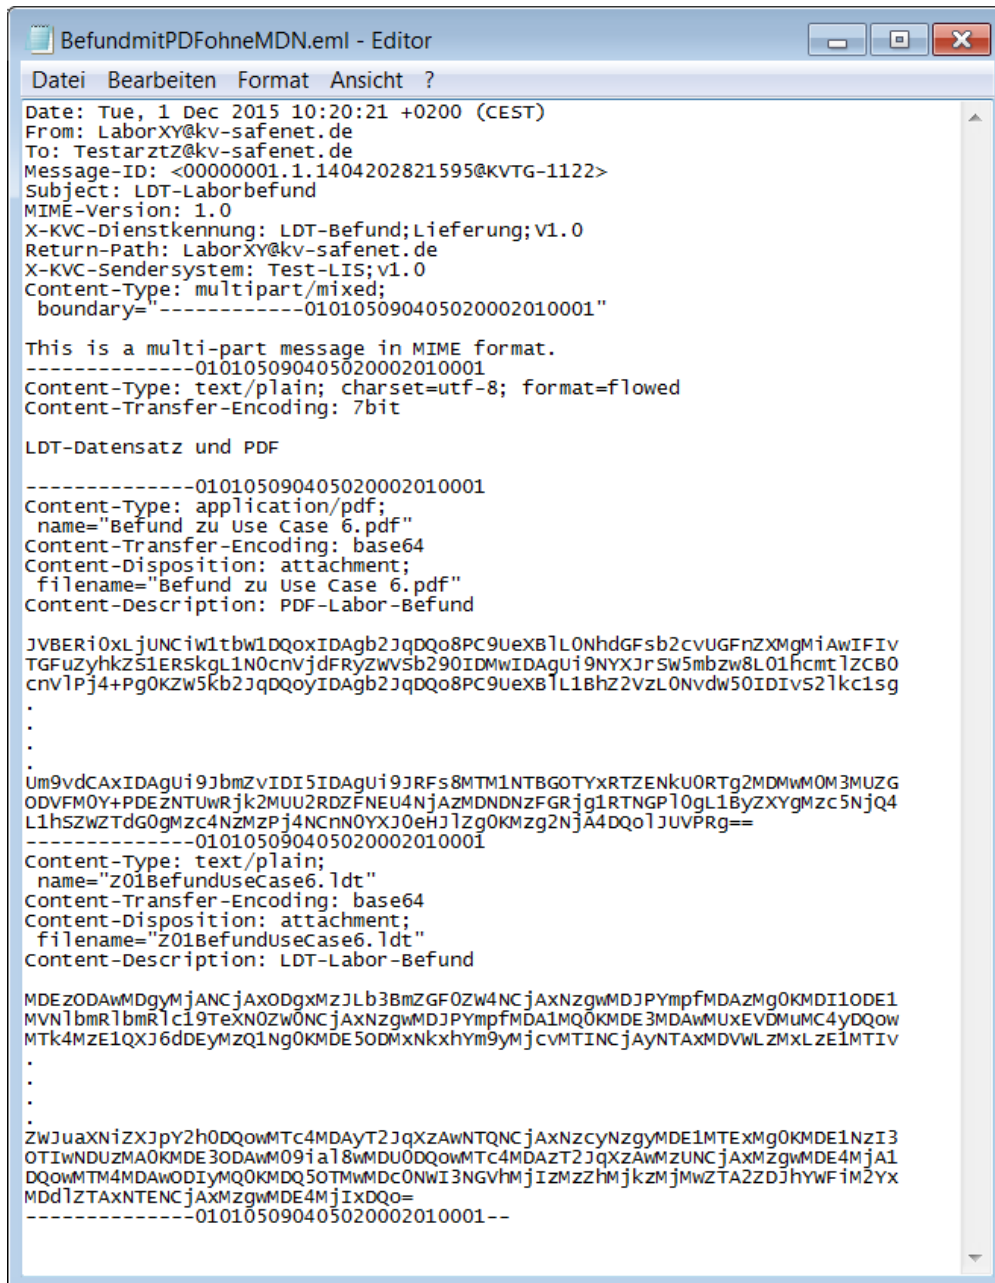 BefundmitPDFohneMDN.eml - Editor
Datei Bearbeiten Format Ansicht ?
Date: Tue, 1 Dec 2015 10:20:21 +0200 (CEST)
From: LaborXY@kv-safenet.de
To: TestarztZ@kv-safenet.de
Message-ID: <00000001.1.1404202821595@KVTG-1122>
Subject: LDT-Laborbefund
MIME-Version: 1.0
X-KVC-Dienstkennung: LDT-Befund;Lieferung;V1.0
Return-Path: LaborXY@kv-safenet.de
X-KVC-Sendersystem: Test-LIS;v1.0
Content-Type: multipart/mixed;
 boundary="------------010105090405020002010001"
This is a multi-part message in MIME format.
--------------010105090405020002010001
Content-Type: text/plain; charset=utf-8; format=flowed
Content-Transfer-Encoding: 7bit
LDT-Datensatz und PDF
--------------010105090405020002010001
Content-Type: application/pdf;
 name="Befund zu Use Case 6.pdf"
Content-Transfer-Encoding: base64
Content-Disposition: attachment;
 filename="Befund zu Use Case 6.pdf"
Content-Description: PDF-Labor-Befund
JVBERi0xLjUNCiW1tbW1DQoxIDAgb2JqDQo8PC9UeXBlL0NhdGFsb2cvUGFnZXMgMiAwIFIv
TGFuZyhkZS1ERSkgL1N0cnVjdFRyZWVSb290IDMwIDAgUi9NYXJrSW5mbzw8L01hcmtlZCB0
cnVlPj4+Pg0KZW5kb2JqDQoyIDAgb2JqDQo8PC9UeXBlL1BhZ2VzL0NvdW50IDIvS2lkc1sg
.
.
.
.
Um9vdCAxIDAgUi9JbmZvIDI5IDAgUi9JRFs8MTM1NTBGOTYxRTZENkU0RTg2MDMwM0M3MUZG
ODVFM0Y+PDEzNTUwRjk2MUU2RDZFNEU4NjAzMDNDNzFGRjg1RTNGPl0gL1ByZXYgMzc5NjQ4
L1hSZWZTdG0gMzc4NzMzPj4NCnN0YXJ0eHJlZg0KMzg2NjA4DQolJUVPRg==
--------------010105090405020002010001
Content-Type: text/plain;
 name="Z01BefundUseCase6.ldt"
Content-Transfer-Encoding: base64
Content-Disposition: attachment;
 filename="Z01BefundUseCase6.ldt"
Content-Description: LDT-Labor-Befund
MDEzODAwMDgyMjANCjAxODgxMzJLb3BmZGF0ZW4NCjAxNzgwMDJPYmpfMDAzMg0KMDI1ODE1
MVNlbmRlbmRlc19TeXN0ZW0NCjAxNzgwMDJPYmpfMDA1MQ0KMDE3MDAwMUxEVDMuMC4yDQow
MTk4MzE1QXJ6dDEyMzQ1Ng0KMDE5ODMxNkxhYm9yMjcvMTINCjAyNTAxMDVWLzMxLzE1MTIv
.
.
.
.
ZWJuaXNiZXJpY2h0DQowMTc4MDAyT2JqXzAwNTQNCjAxNzcyNzgyMDE1MTExMg0KMDE1NzI3
OTIwNDUzMA0KMDE3ODAwM09ial8wMDU0DQowMTc4MDAzT2JqXzAwMzUNCjAxMzgwMDE4MjA1
DQowMTM4MDAwODIyMQ0KMDQ5OTMwMDc0NWI3NGVhMjIzMzZhMjkzMjMwZTA2ZDJhYWFiM2Yx
MDdlZTAxNTENCjAxMzgwMDE4MjIxDQo=
--------------010105090405020002010001--